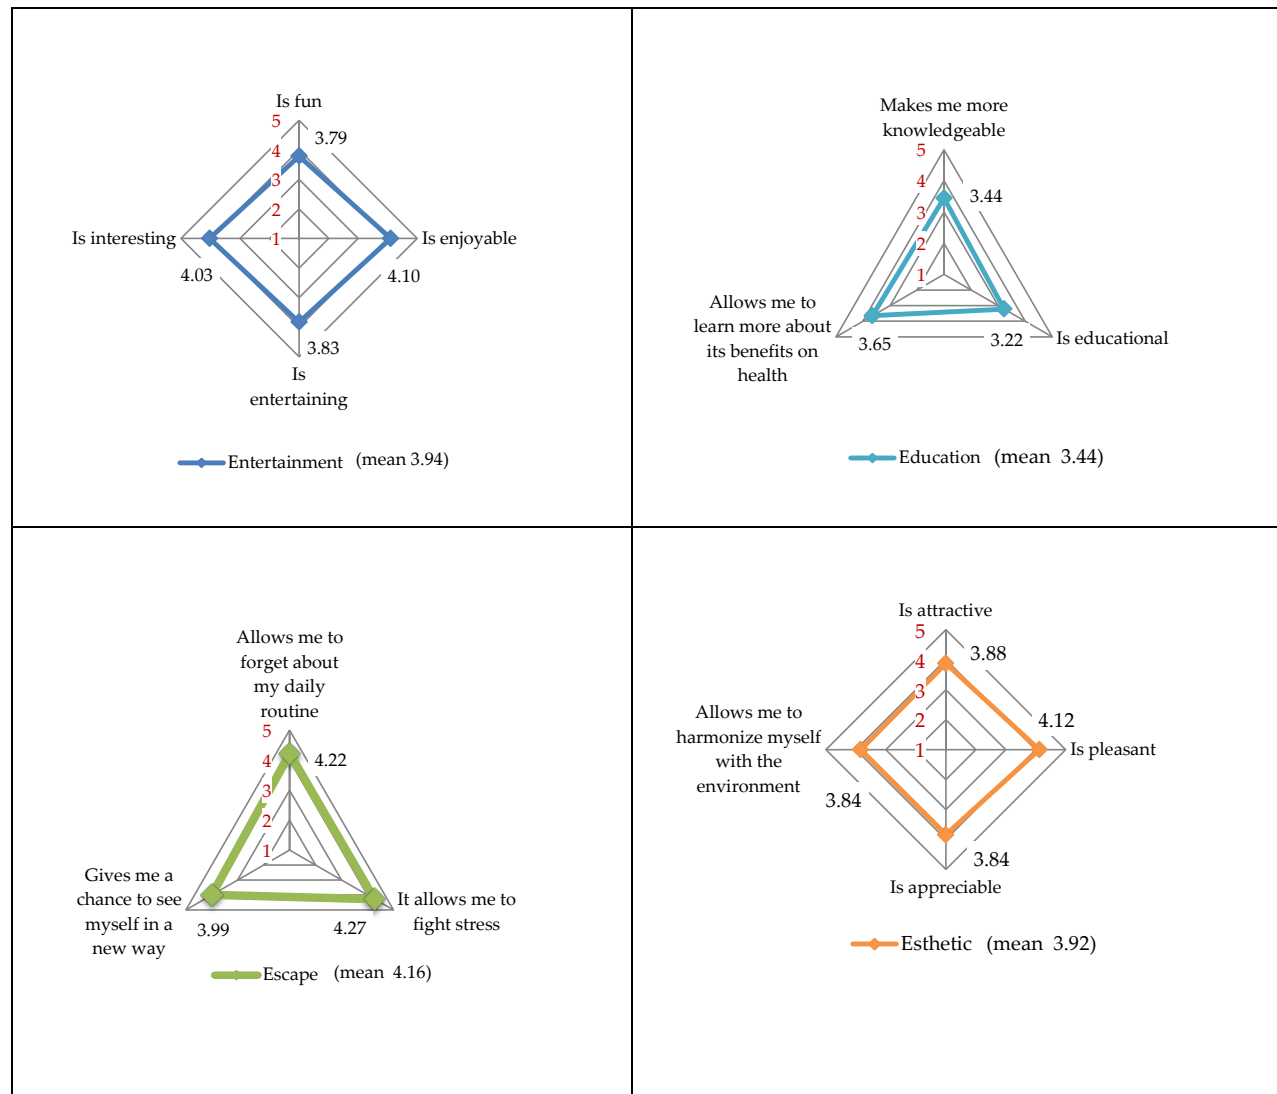 Is fun
5
3.79
4
3
2
Is interesting
1
Is enjoyable
4.03
4.10
3.83
Is
entertaining
Entertainment (mean 3.94)
Makes me more
knowledgeable
5
4
3.44
3
2
1
Allows me to
learn more about
its benefits on
health
3.65
3.22
Is educational
Education (mean 3.44)
Allows me to
forget about
my daily
routine
5
4
4.22
3
2
1
Gives me a
chance to see
myself in a
new way
3.99
4.27
It allows me to
fight stress
Escape (mean 4.16)
Is attractive
5
3.88
4
3
4.12
2
Allows me to
harmonize myself
with the
environment
1
Is pleasant
3.84
3.84
Is appreciable
Esthetic (mean 3.92)